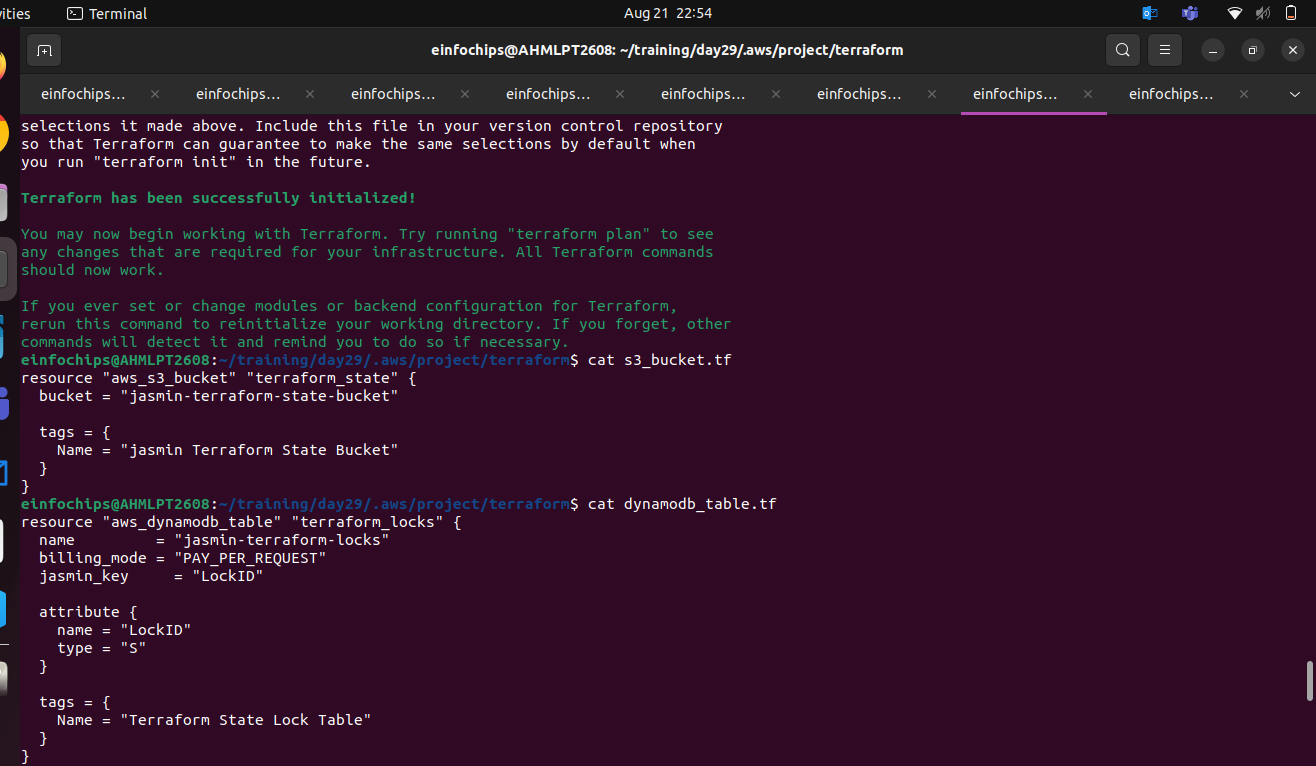 ities
Terminal
Aug 21 22:54
einfochips@AHMLPT2608: ~/training/day29/.aws/project/terraform
einfochips... einfochips... einfochips... einfochips... einfochips... einfochips... einfochips... einfochips...
selections it made above. Include this file in your version control repository
so that Terraform can guarantee to make the same selections by default when
you run "terraform init" in the future.
Terraform has been successfully initialized!
You may now begin working with Terraform. Try running "terraform plan" to see
any changes that are required for your infrastructure. All Terraform commands
should now work.
If you ever set or change modules or backend configuration for Terraform,
rerun this command to reinitialize your working directory. If you forget, other
commands will detect it and remind you to do so if necessary.
einfochips@AHMLPT2608:~/training/day29/.aws/project/terraform$ cat s3_bucket.tf
resource "aws_s3_bucket" "terraform_state" {
  bucket = "jasmin-terraform-state-bucket"
  tags = {
    Name = "jasmin Terraform State Bucket"
  }
}
einfochips@AHMLPT2608:~/training/day29/.aws/project/terraform$ cat dynamodb_table.tf
resource "aws_dynamodb_table" "terraform_locks" {
  name         = "jasmin-terraform-locks"
  billing_mode = "PAY_PER_REQUEST"
  jasmin_key     = "LockID"
  attribute {
    name = "LockID"
    type = "S"
  }
  tags = {
    Name = "Terraform State Lock Table"
  }
}